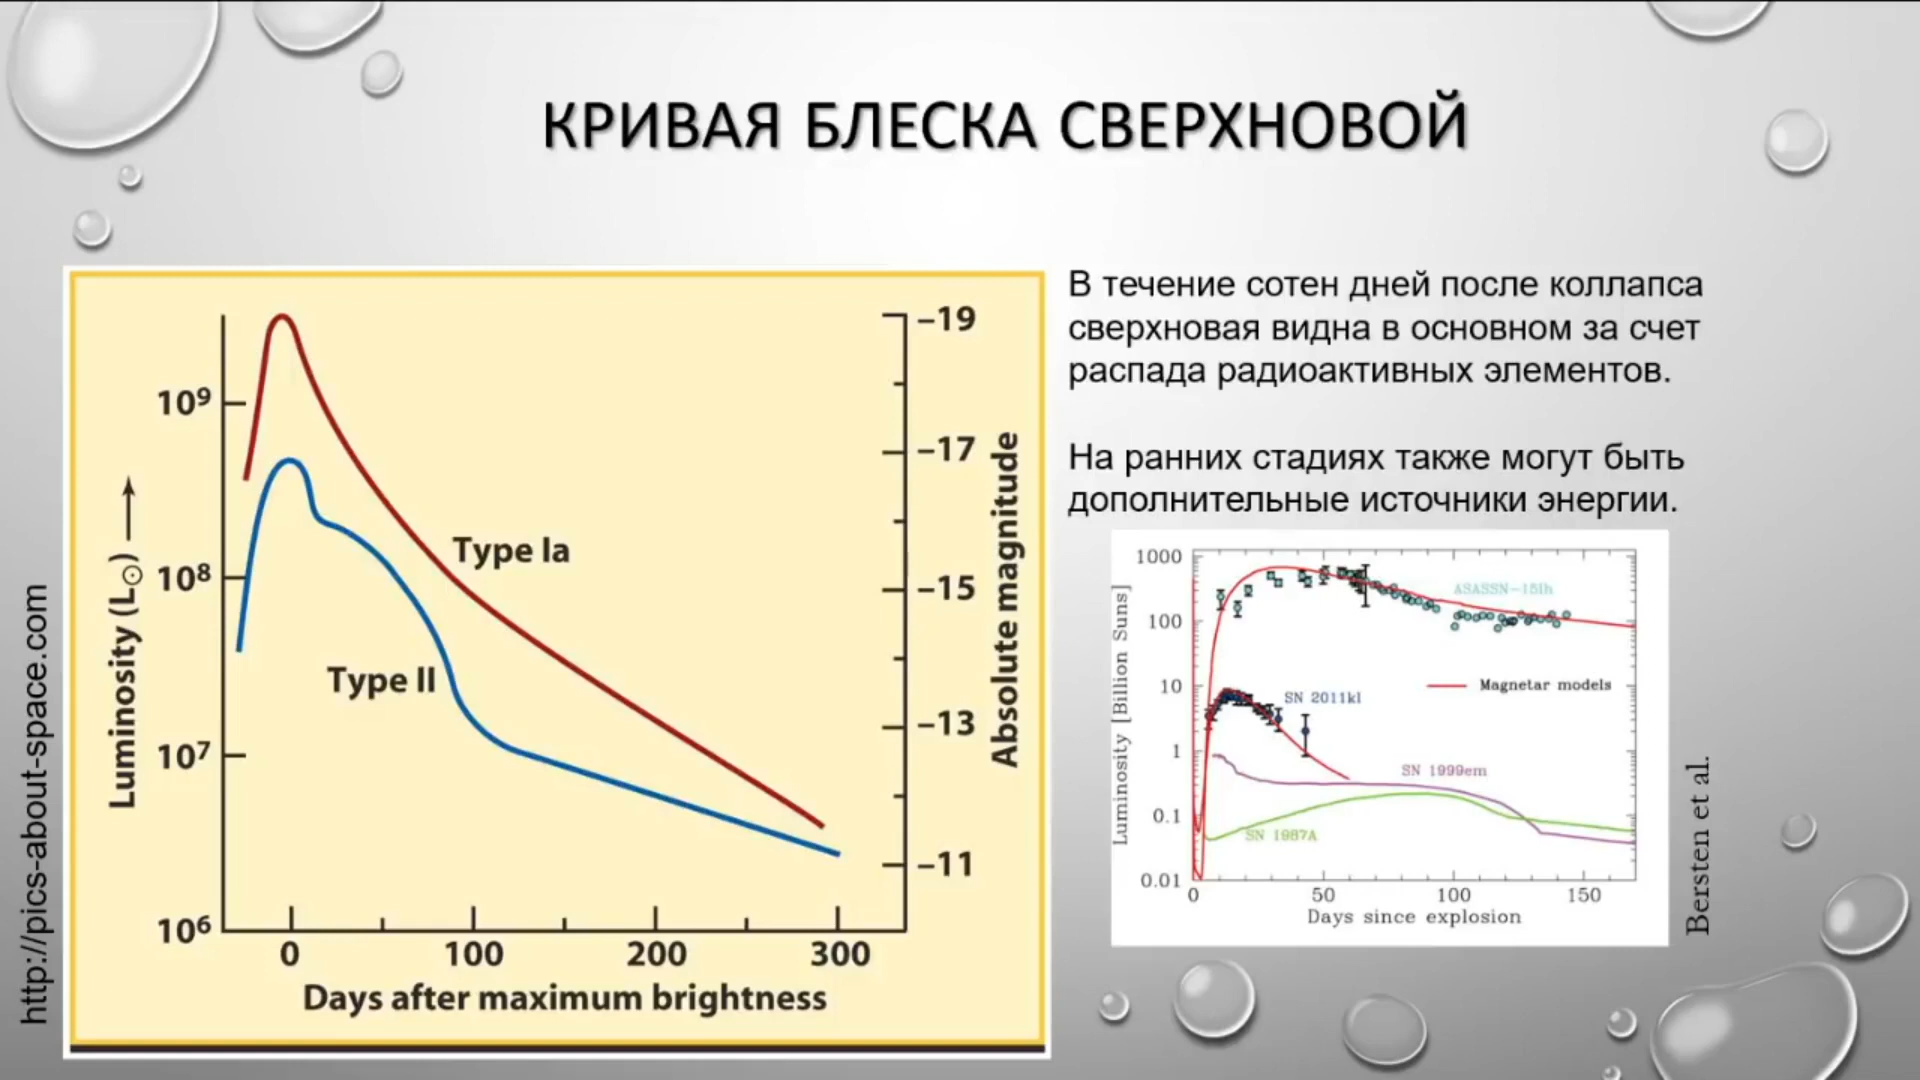 КРИВАЯ БЛЕСКА СВЕРХНОВОЙ
http://pics-about-space.com
Luminosity (L⊙) →
10⁹
10⁸
10⁷
10⁶
Type Ia
Type II
–19
–17
–15
–13
–11
Absolute magnitude
0 100 200 300
Days after maximum brightness
В течение сотен дней после коллапса
сверхновая видна в основном за счет
распада радиоактивных элементов.
На ранних стадиях также могут быть
дополнительные источники энергии.
Luminosity [Billion Suns]
1000
100
10
1
0.1
0.01
ASASSN-15lh
Magnetar models
SN 2011kl
SN 1999em
SN 1987A
0 50 100 150
Days since explosion
Bersten et al.